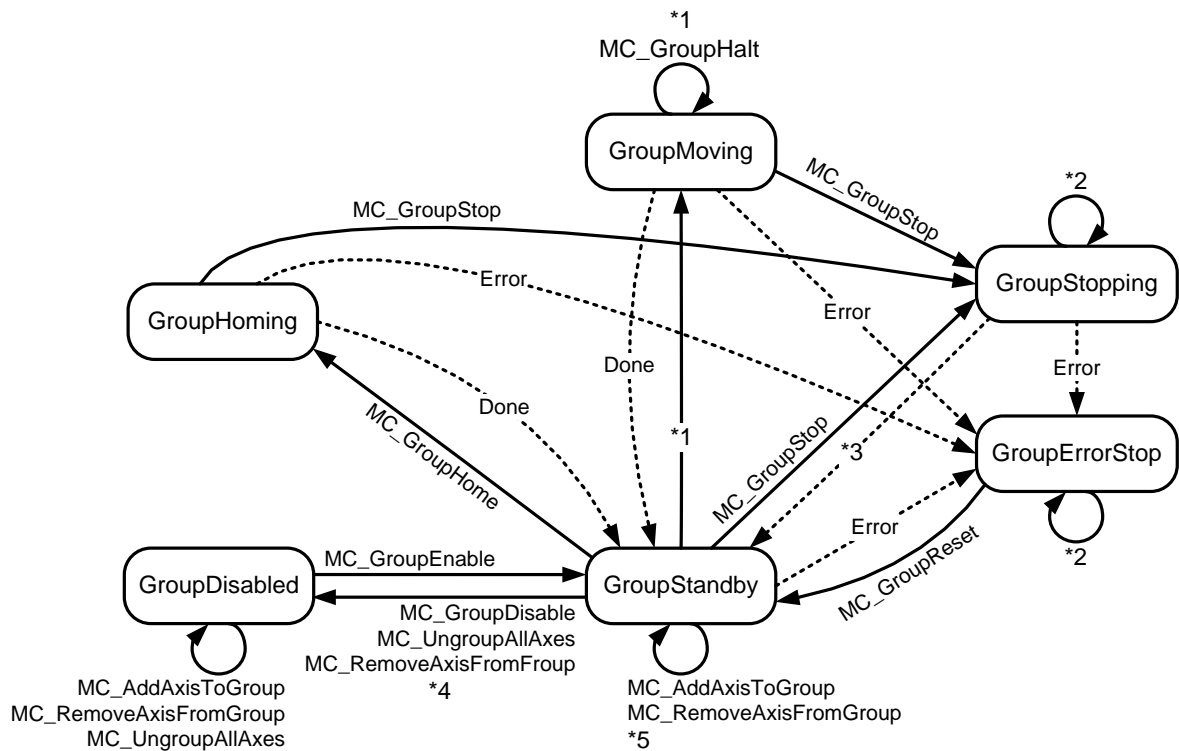 *1
MC_GroupHalt
GroupMoving
MC_GroupStop
*2
MC_GroupStop
GroupStopping
Error
GroupHoming
Error
Error
Done
Done
*1
MC_GroupStop
*3
GroupErrorStop
MC_GroupHome
Error
*2
MC_GroupEnable
GroupDisabled
GroupStandby
MC_GroupReset
MC_GroupDisable
MC_UngroupAllAxes
MC_RemoveAxisFromFroup
*4
MC_AddAxisToGroup
MC_RemoveAxisFromGroup
MC_UngroupAllAxes
MC_AddAxisToGroup
MC_RemoveAxisFromGroup
*5